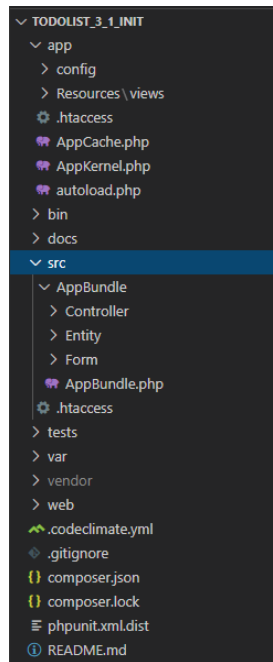 TODOLIST_3_1_INIT
app
config
Resources\views
.htaccess
AppCache.php
AppKernel.php
autoload.php
bin
docs
src
AppBundle
Controller
Entity
Form
AppBundle.php
.htaccess
tests
var
vendor
web
.codeclimate.yml
.gitignore
{} composer.json
{} composer.lock
phpunit.xml.dist
README.md